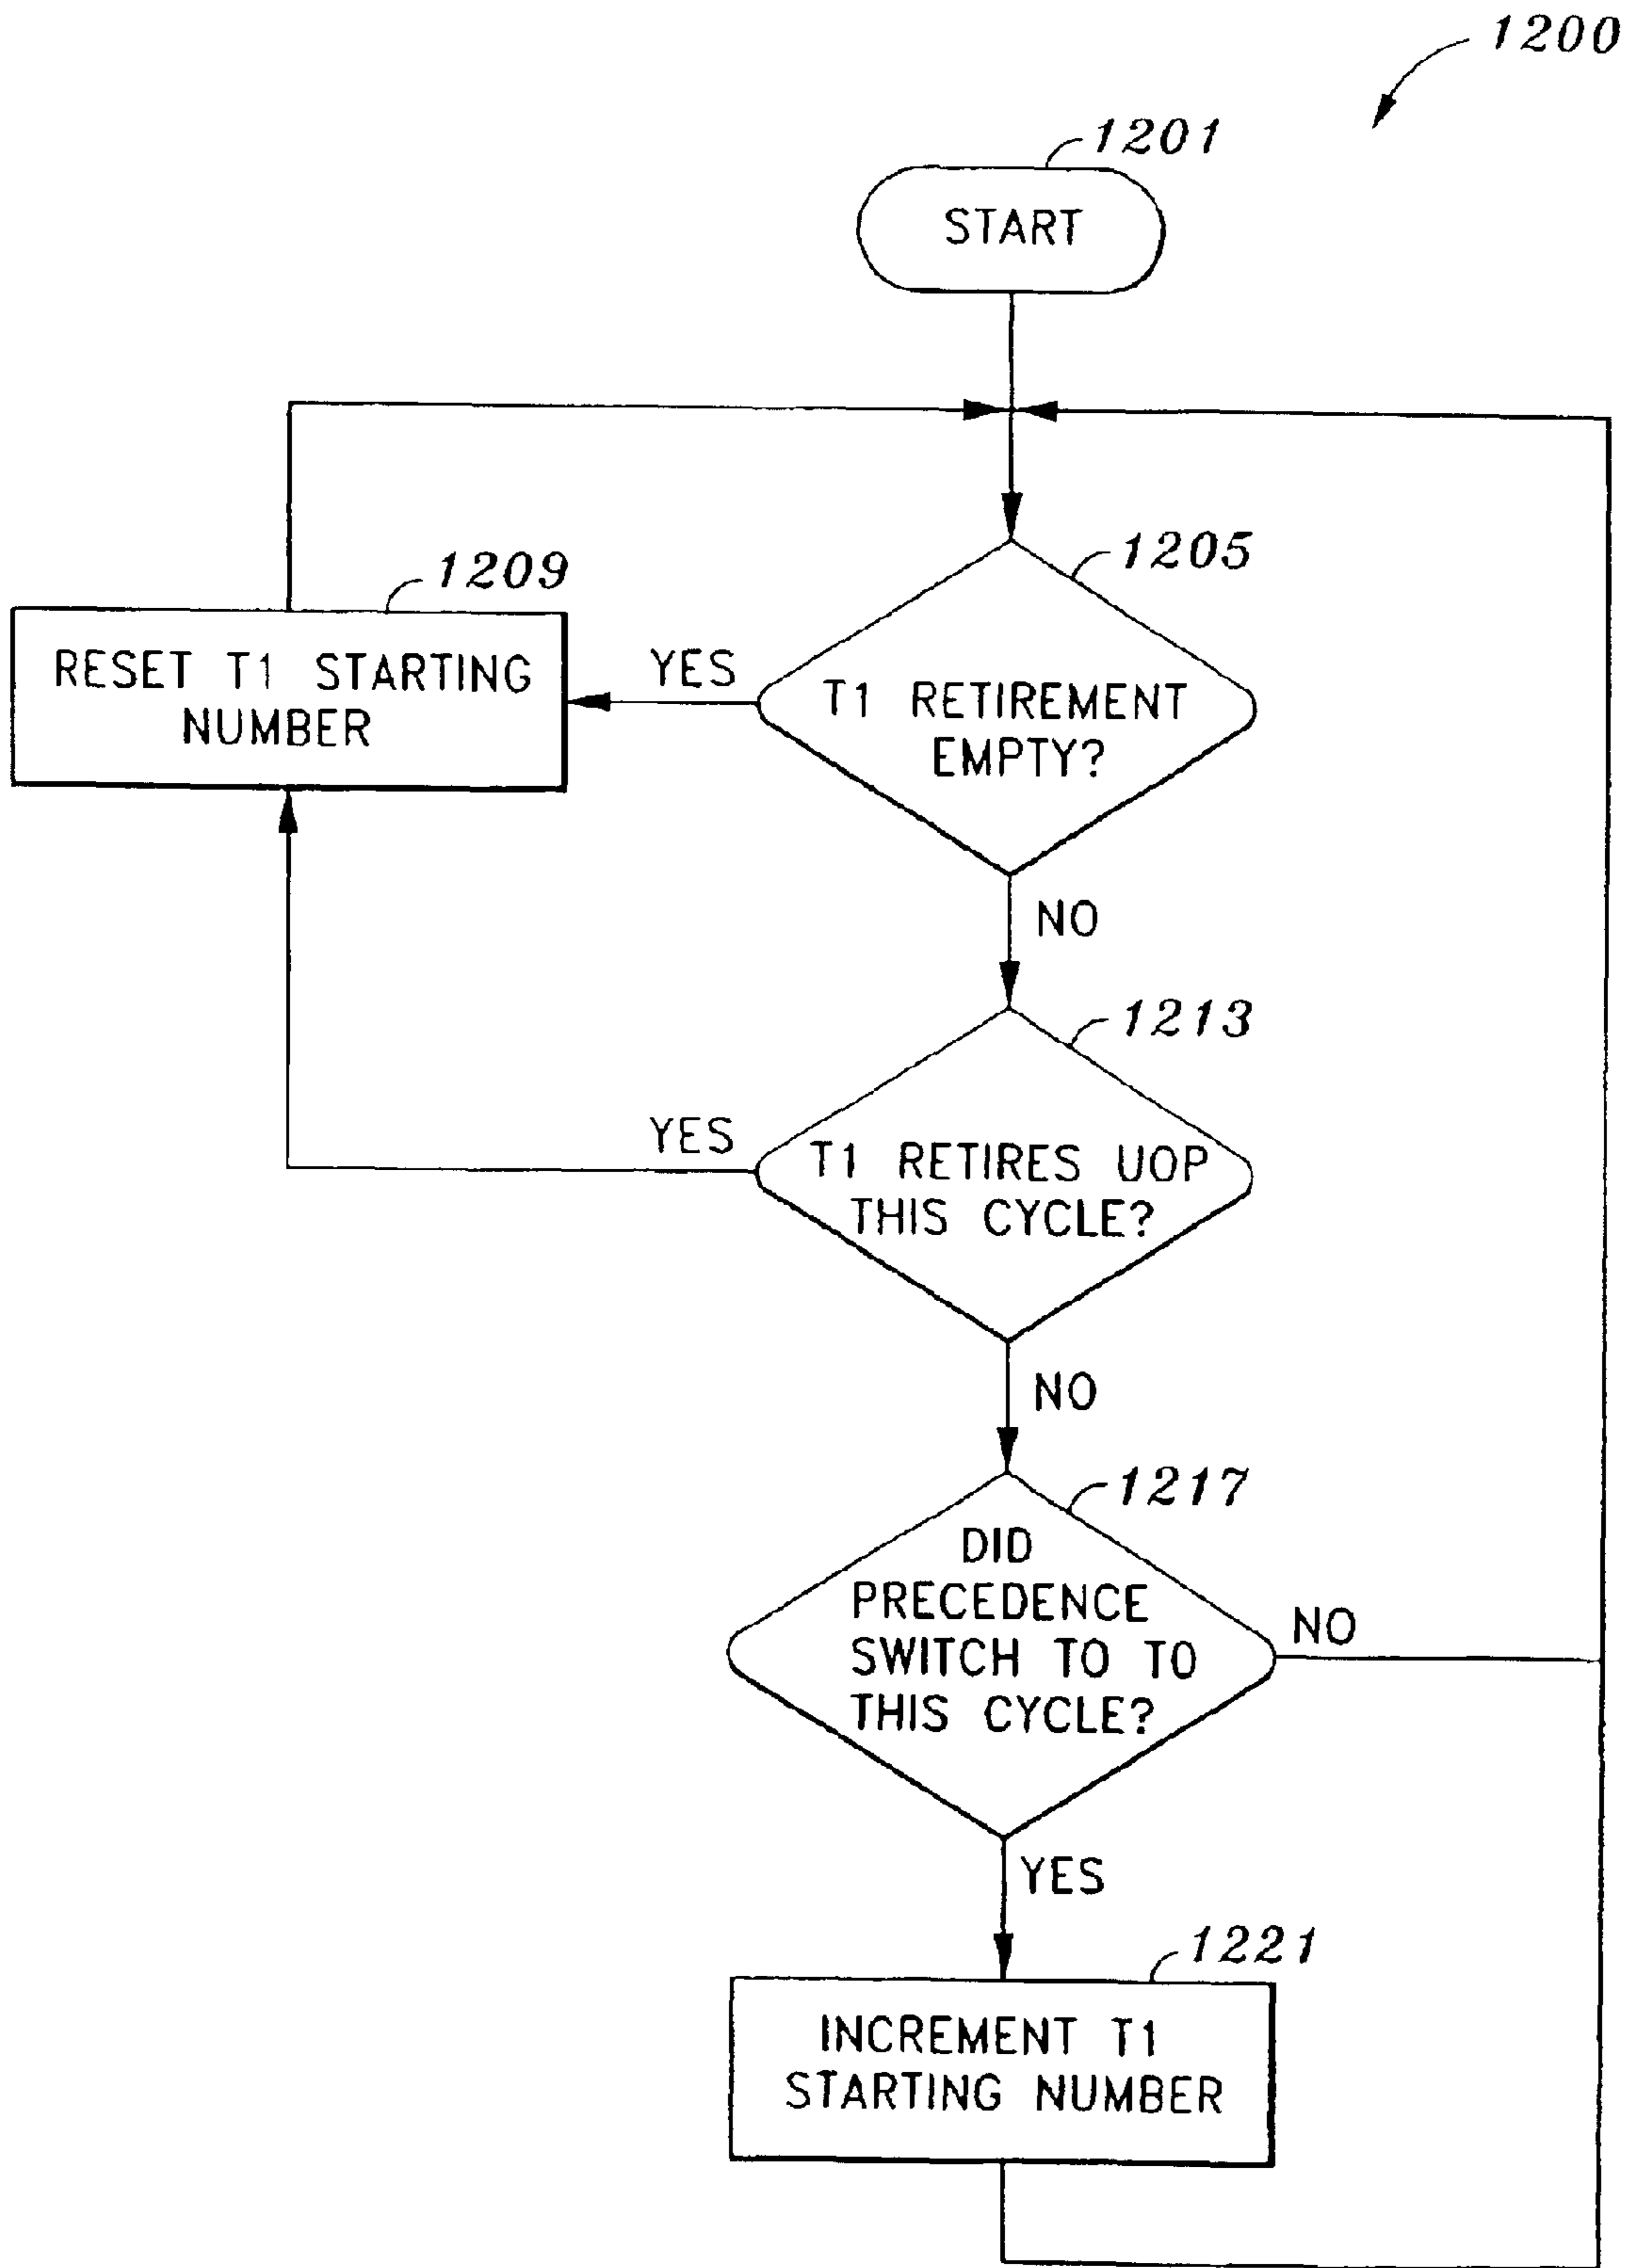 1200
1201
START
1205
1209
RESET T1 STARTING
NUMBER
YES
T1 RETIREMENT
EMPTY?
NO
1213
YES
T1 RETIRES UOP
THIS CYCLE?
NO
1217
DID
PRECEDENCE
SWITCH TO TO
THIS CYCLE?
NO
YES
1221
INCREMENT T1
STARTING NUMBER